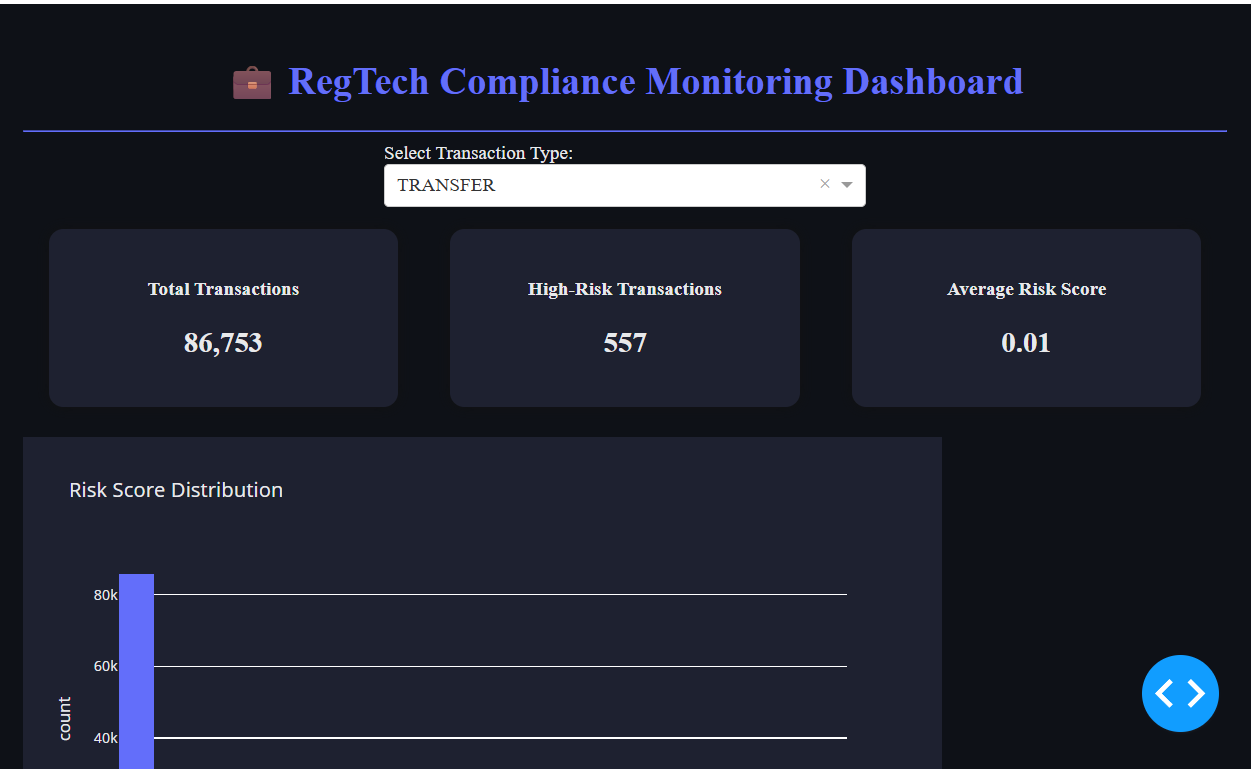 RegTech Compliance Monitoring Dashboard
Select Transaction Type:
TRANSFER
Total Transactions
86,753
High-Risk Transactions
557
Average Risk Score
0.01
Risk Score Distribution
80k
60k
40k
count